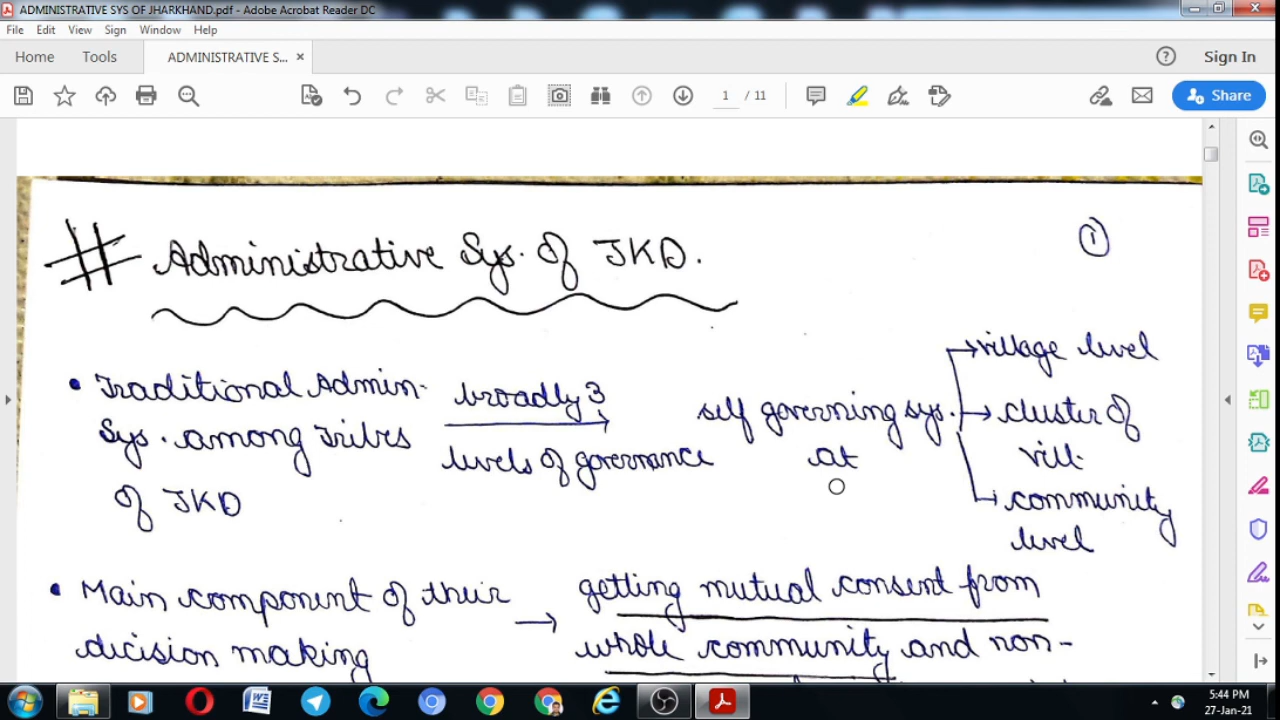 ADMINISTRATIVE SYS OF JHARKHAND.pdf - Adobe Acrobat Reader DC
File Edit View Sign Window Help
Home Tools ADMINISTRATIVE S... × Sign In
1 / 11 Share
# Administrative Sys. Of JKD. 1
• Traditional Admin. broadly 3 self governing sys. → village level
Sys. among Tribes levels of governance at → cluster of
of JKD vill.
→ community
level
• Main component of their → getting mutual consent from
decision making whole community and non-
5:44 PM
27-Jan-21